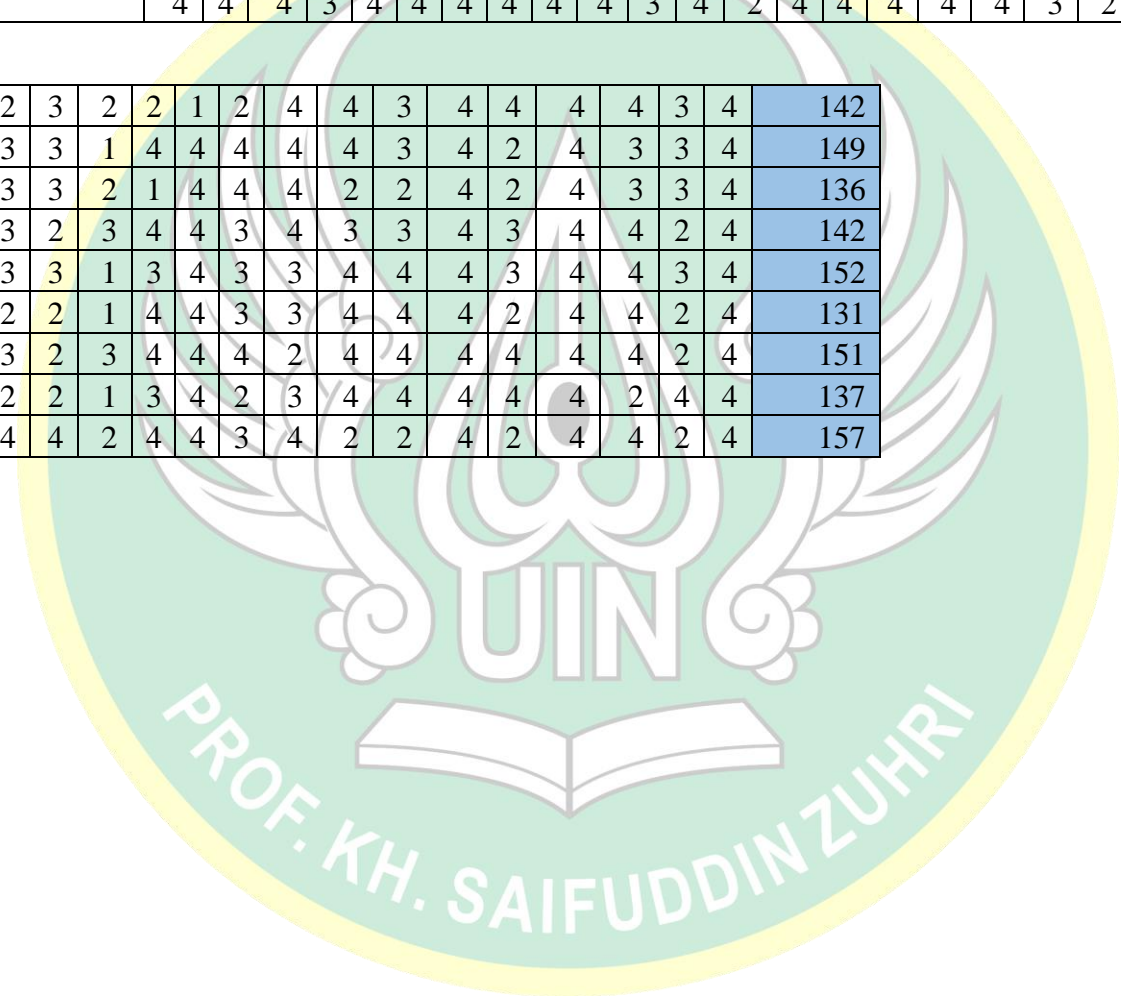 4 4 4 3 4 4 4 4 4 4 3 4 2 4 4 4 4 4 3 2
2 3 2 2 1 2 4 4 3 4 4 4 4 3 4 142
3 3 1 4 4 4 4 4 3 4 2 4 3 3 4 149
3 3 2 1 4 4 4 2 2 4 2 4 3 3 4 136
3 2 3 4 4 3 4 3 3 4 3 4 4 2 4 142
3 3 1 3 4 3 3 4 4 4 3 4 4 3 4 152
2 2 1 4 4 3 3 4 4 4 2 4 4 2 4 131
3 2 3 4 4 4 2 4 4 4 4 4 4 2 4 151
2 2 1 3 4 2 3 4 4 4 4 4 2 4 4 137
4 4 2 4 4 3 4 2 2 4 2 4 4 2 4 157
UIN
PROF. KH. SAIFUDDIN ZUHRI